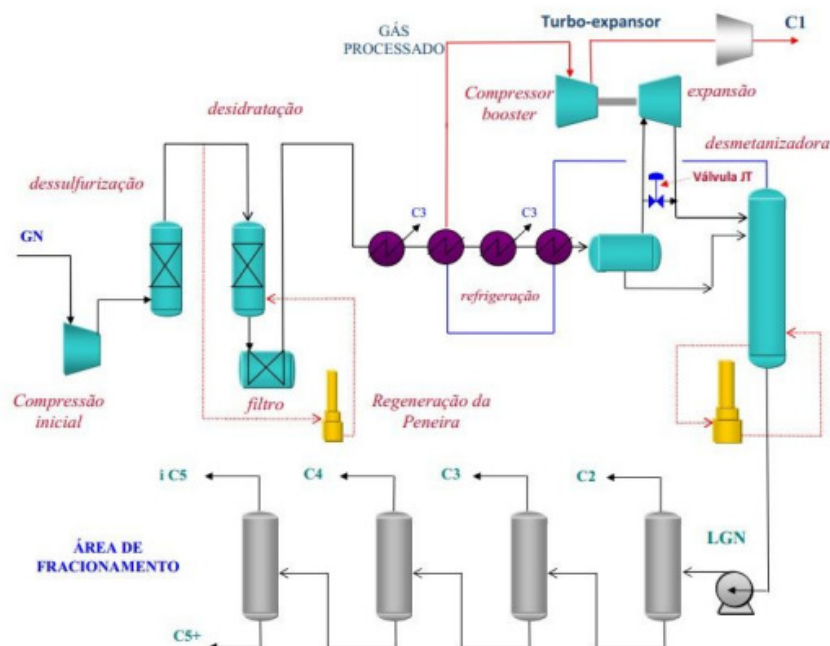 Turbo-expansor
C1
GÁS
PROCESSADO
Compressor
booster
expansão
desidratação
desmetanizadora
dessulfurização
Válvula JT
GN
C3
C3
refrigeração
Compressão
inicial
filtro
Regeneração da
Peneira
i C5
C4
C3
C2
ÁREA DE
FRACIONAMENTO
LGN
C5+